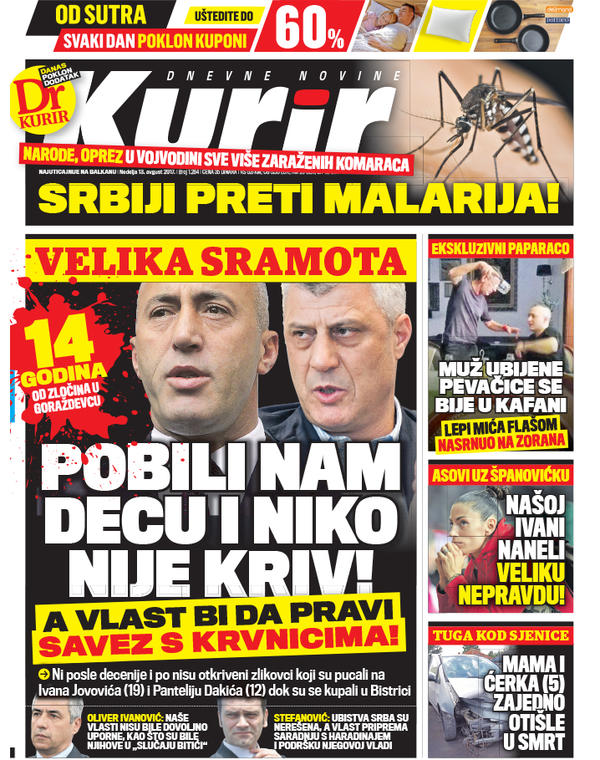 OD SUTRA
SVAKI DAN POKLON KUPONI
UŠTEDITE DO
60%
dormeo
DANAS
POKLON
DODATAK
Dr
KURIR
DNEVNE NOVINE
Kurir
NARODE, OPREZ U VOJVODINI SVE VIŠE ZARAŽENIH KOMARACA
NAJUTICAJNIJE NA BALKANU | Nedelja 13. avgust 2017.
SRBIJI PRETI MALARIJA!
VELIKA SRAMOTA
14
GODINA
OD ZLOČINA U
GORAŽDEVCU
POBILI NAM
DECU I NIKO
NIJE KRIV!
A VLAST BI DA PRAVI
SAVEZ S KRVNICIMA!
Ni posle decenije i po nisu otkriveni zlikovci koji su pucali na
Ivana Jovovića (19) i Panteliju Dakića (12) dok su se kupali u Bistrici
OLIVER IVANOVIĆ: NAŠE
VLASTI NISU BILE DOVOLJNO
UPORNE, KAO ŠTO SU BILE
NJIHOVE U „SLUČAJU BITIĆI“
STEFANOVIĆ: UBISTVA SRBA SU
NEREŠENA, A VLAST PRIPREMA
SARADNJU S HARADINAJEM
I PODRŠKU NJEGOVOJ VLADI
EKSKLUZIVNI PAPARACO
MUŽ UBIJENE
PEVAČICE SE
BIJE U KAFANI
LEPI MIĆA FLAŠOM
NASRNUO NA ZORANA
ASOVI UZ ŠPANOVIĆKU
NAŠOJ
IVANI
NANELI
VELIKU
NEPRAVDU!
TUGA KOD SJENICE
MAMA I
ĆERKA (5)
ZAJEDNO
OTIŠLE
U SMRT